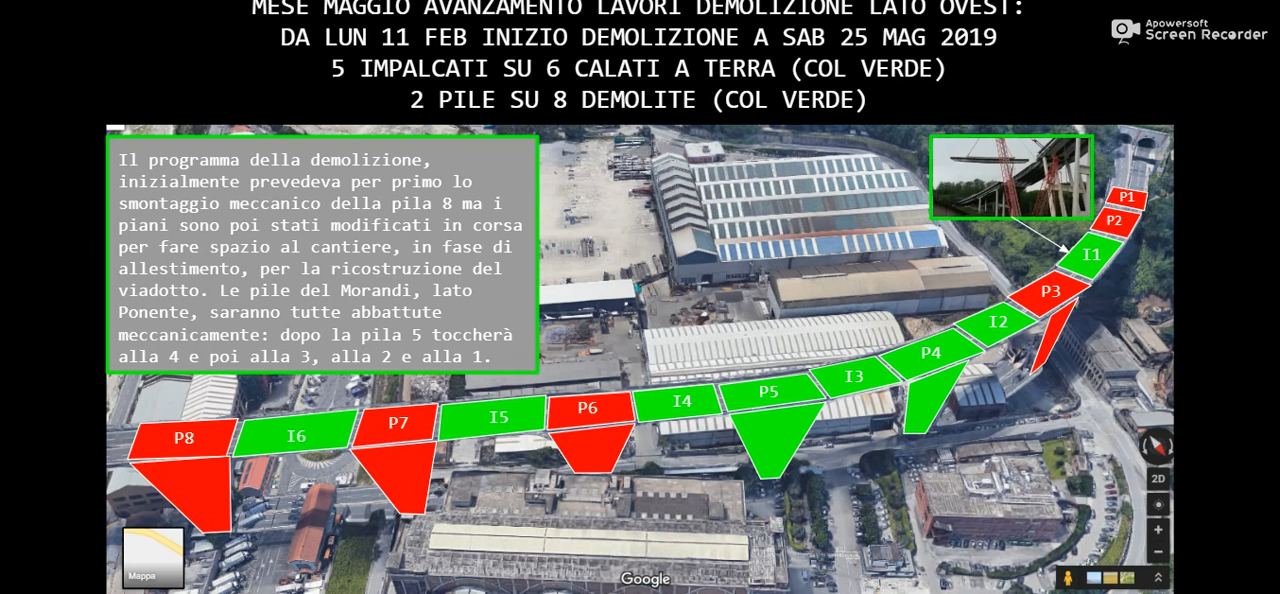 MESE MAGGIO AVANZAMENTO LAVORI DEMOLIZIONE LATO OVEST:
DA LUN 11 FEB INIZIO DEMOLIZIONE A SAB 25 MAG 2019
5 IMPALCATI SU 6 CALATI A TERRA (COL VERDE)
2 PILE SU 8 DEMOLITE (COL VERDE)
Apowersoft
Screen Recorder
Il programma della demolizione,
inizialmente prevedeva per primo lo
smontaggio meccanico della pila 8 ma i
piani sono poi stati modificati in corsa
per fare spazio al cantiere, in fase di
allestimento, per la ricostruzione del
viadotto. Le pile del Morandi, lato
Ponente, saranno tutte abbattute
meccanicamente: dopo la pila 5 toccherà
alla 4 e poi alla 3, alla 2 e alla 1.
P1
P2
I1
P3
I2
P4
I3
P5
I4
P6
I5
P7
I6
P8
2D
Mappa
Google